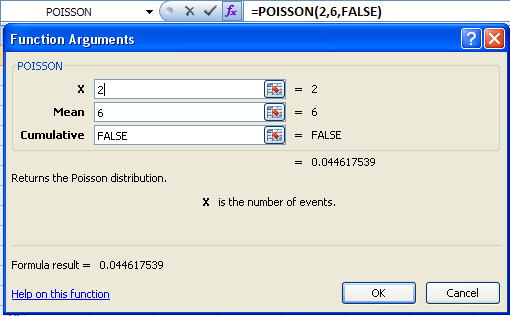 POISSON fx =POISSON(2,6,FALSE)
Function Arguments ?
POISSON
X 2 = 2
Mean 6 = 6
Cumulative FALSE = FALSE
= 0.044617539
Returns the Poisson distribution.
X is the number of events.
Formula result = 0.044617539
Help on this function OK Cancel